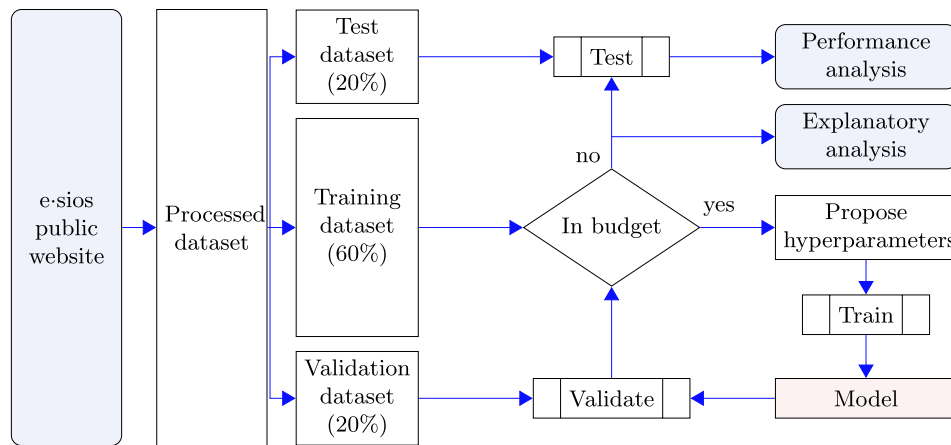 e·sios
public
website
Processed
dataset
Test
dataset
(20%)
Training
dataset
(60%)
Validation
dataset
(20%)
Test
no
In budget
yes
Validate
Performance
analysis
Explanatory
analysis
Propose
hyperparameters
Train
Model